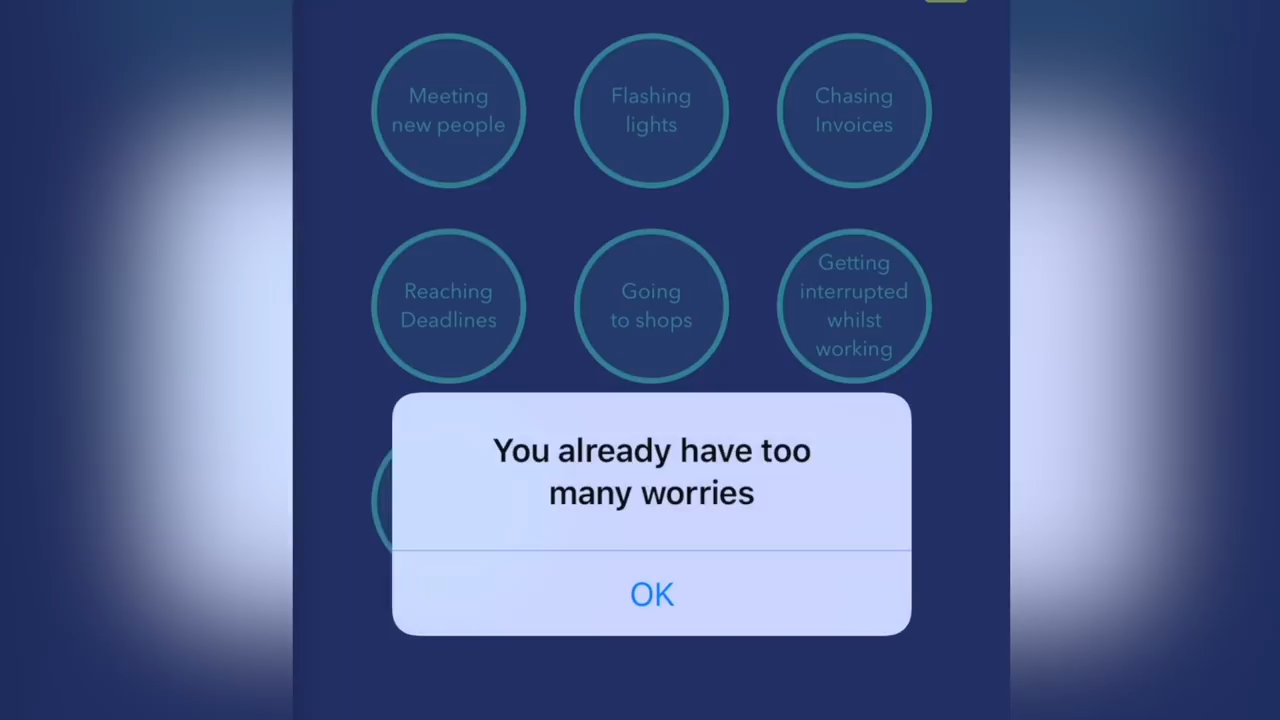 Meeting
new people
Flashing
lights
Chasing
Invoices
Reaching
Deadlines
Going
to shops
Getting
interrupted
whilst
working
You already have too
many worries
OK